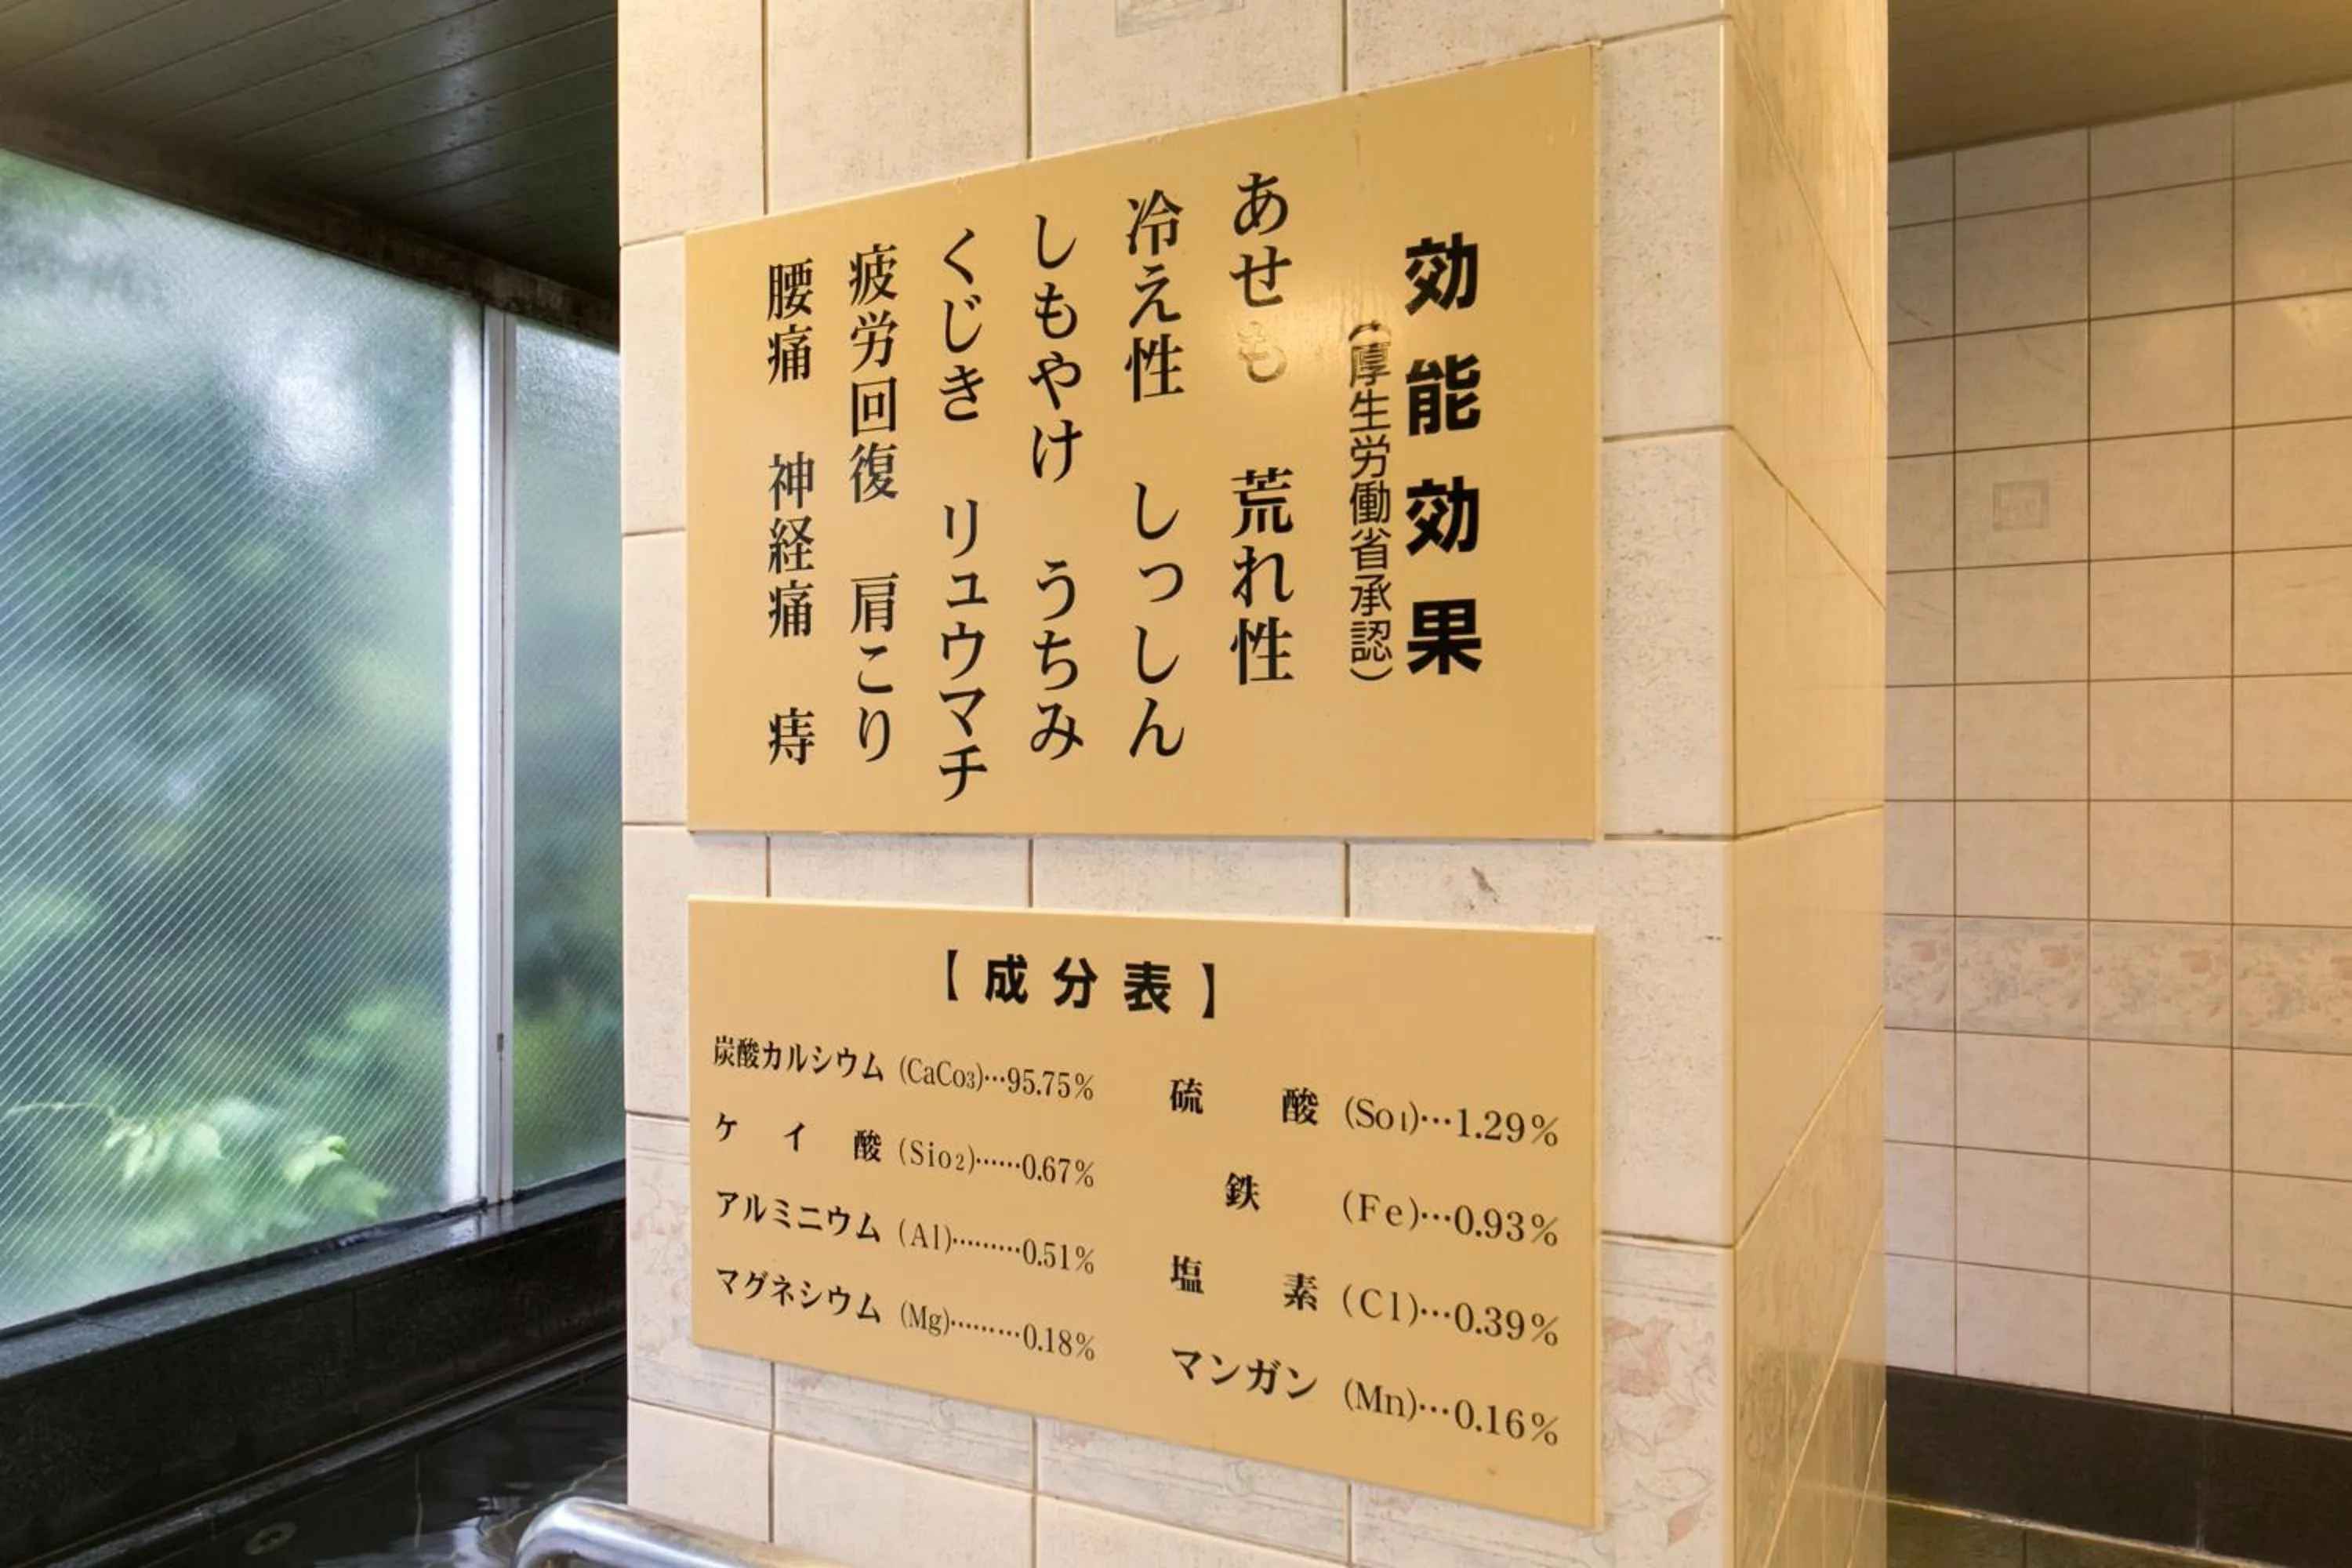 効能効果
（厚生労働省承認）
あせも　荒れ性
冷え性　しっしん
しもやけ　うちみ
くじき　リュウマチ
疲労回復　肩こり
腰痛　神経痛　痔
【成分表】
炭酸カルシウム (CaCo3)…95.75%
ケイ酸 (Sio2)……0.67%
アルミニウム (Al)………0.51%
マグネシウム (Mg)………0.18%
硫酸 (So1)…1.29%
鉄 (Fe)…0.93%
塩素 (Cl)…0.39%
マンガン (Mn)…0.16%